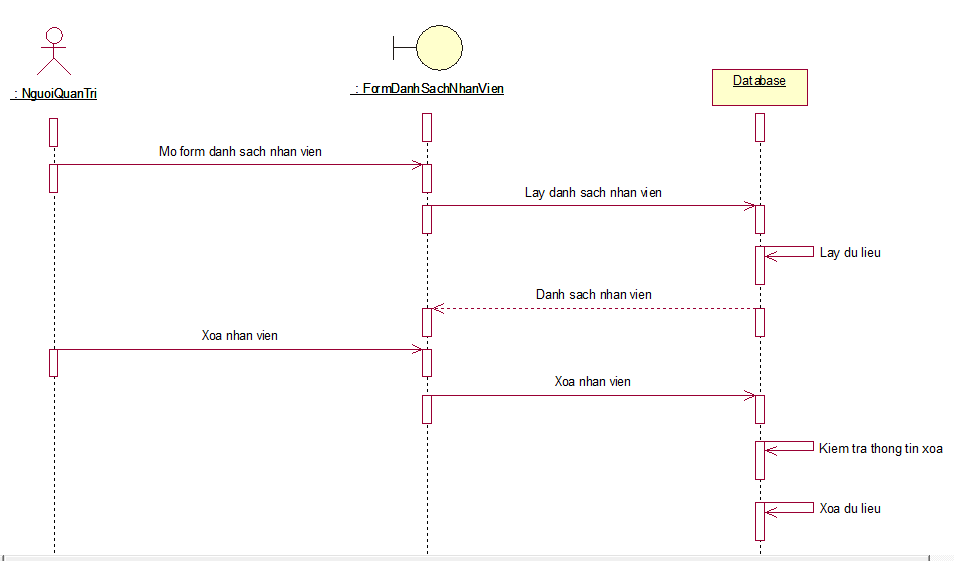 : NguoiQuanTri
: FormDanhSachNhanVien
Database
Mo form danh sach nhan vien
Lay danh sach nhan vien
Lay du lieu
Danh sach nhan vien
Xoa nhan vien
Xoa nhan vien
Kiem tra thong tin xoa
Xoa du lieu